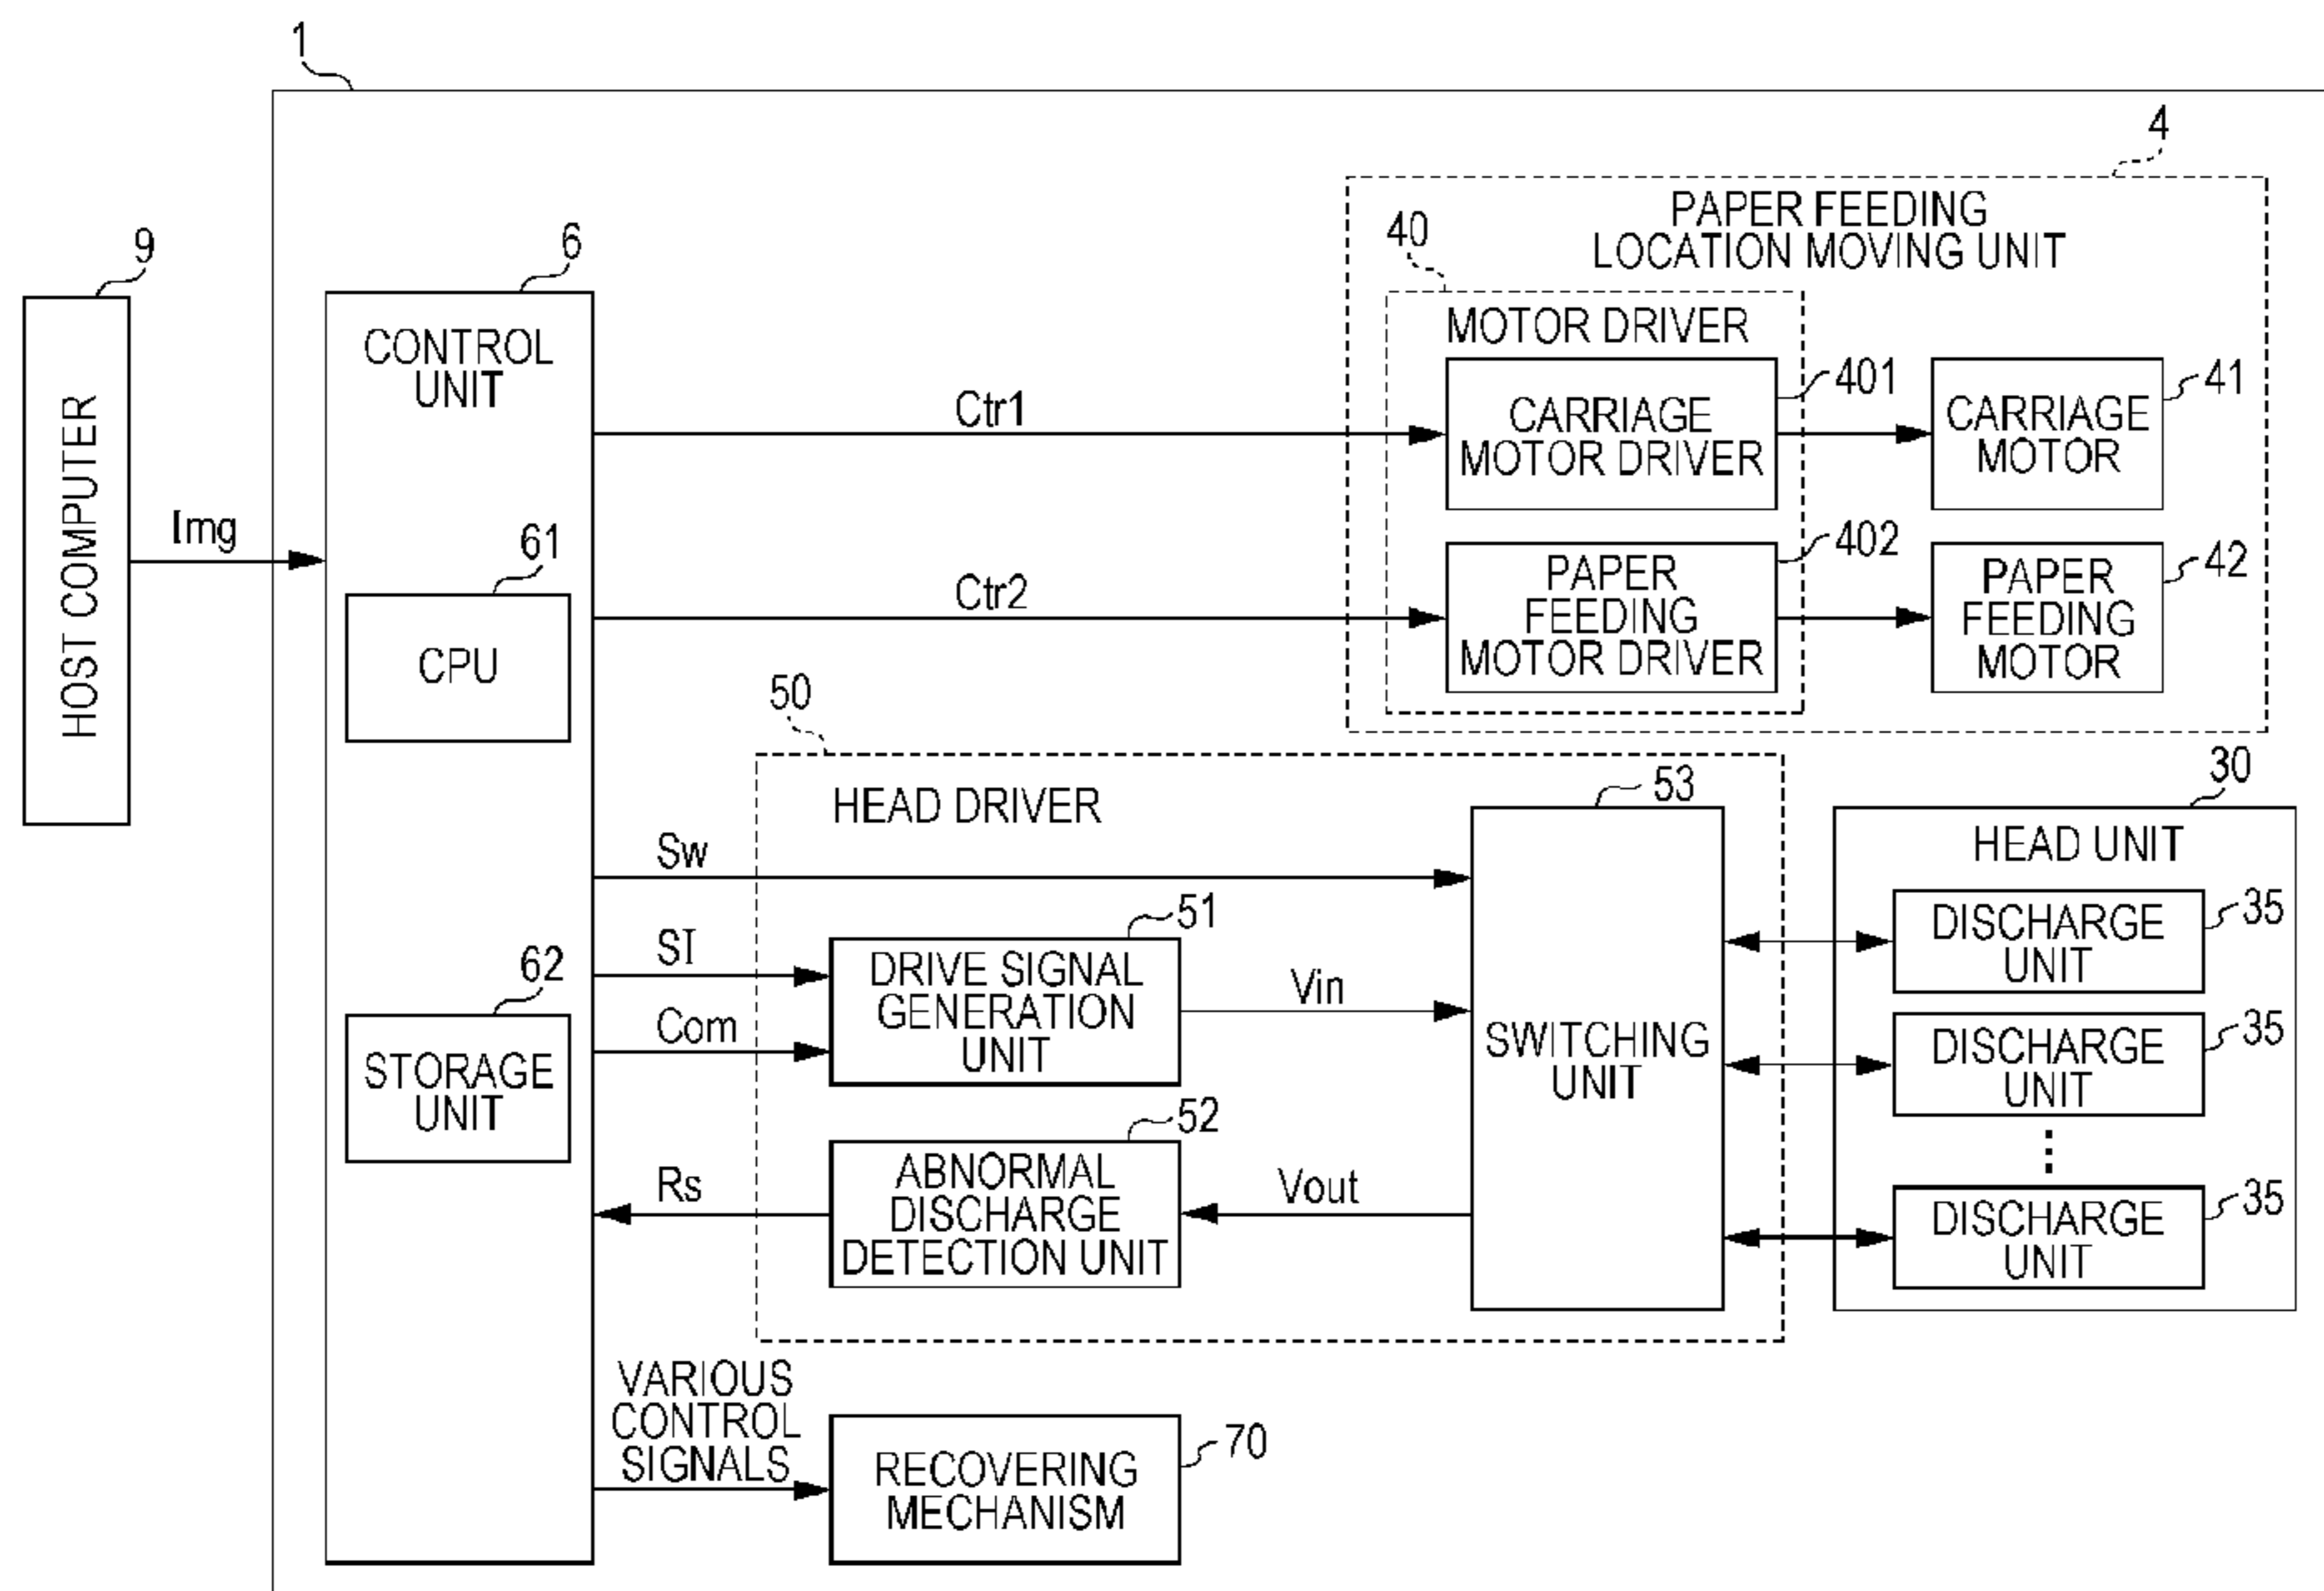 1
4
PAPER FEEDING
LOCATION MOVING UNIT
40
MOTOR DRIVER
9
HOST COMPUTER
Img
6
CONTROL
UNIT
Ctr1
401
CARRIAGE
MOTOR DRIVER
41
CARRIAGE
MOTOR
61
CPU
Ctr2
402
PAPER
FEEDING
MOTOR DRIVER
42
PAPER
FEEDING
MOTOR
50
HEAD DRIVER
53
SWITCHING
UNIT
30
HEAD UNIT
Sw
SI
Com
51
DRIVE SIGNAL
GENERATION
UNIT
Vin
35
DISCHARGE
UNIT
35
DISCHARGE
UNIT
35
DISCHARGE
UNIT
62
STORAGE
UNIT
Rs
52
ABNORMAL
DISCHARGE
DETECTION UNIT
Vout
VARIOUS
CONTROL
SIGNALS
70
RECOVERING
MECHANISM